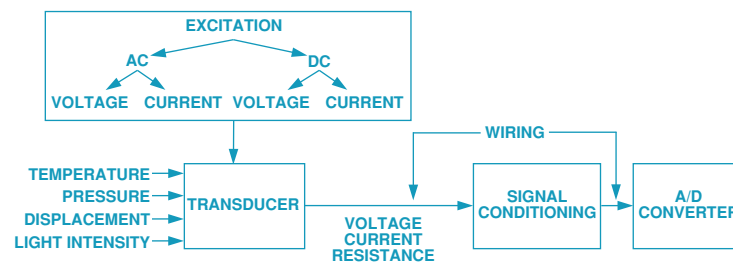 EXCITATION
AC DC
VOLTAGE CURRENT VOLTAGE CURRENT
WIRING
TEMPERATURE
PRESSURE
DISPLACEMENT
LIGHT INTENSITY
TRANSDUCER
VOLTAGE
CURRENT
RESISTANCE
SIGNAL
CONDITIONING
A/D
CONVERTER